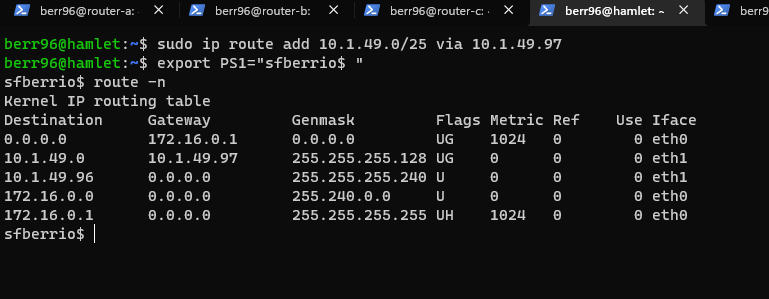 berr96@router-a: ~ × berr96@router-b: × berr96@router-c: × berr96@hamlet: ~ × berr96
berr96@hamlet:~$ sudo ip route add 10.1.49.0/25 via 10.1.49.97
berr96@hamlet:~$ export PS1="sfberrio$ "
sfberrio$ route -n
Kernel IP routing table
Destination Gateway Genmask Flags Metric Ref Use Iface
0.0.0.0 172.16.0.1 0.0.0.0 UG 1024 0 0 eth0
10.1.49.0 10.1.49.97 255.255.255.128 UG 0 0 0 eth1
10.1.49.96 0.0.0.0 255.255.255.240 U 0 0 0 eth1
172.16.0.0 0.0.0.0 255.240.0.0 U 0 0 0 eth0
172.16.0.1 0.0.0.0 255.255.255.255 UH 1024 0 0 eth0
sfberrio$